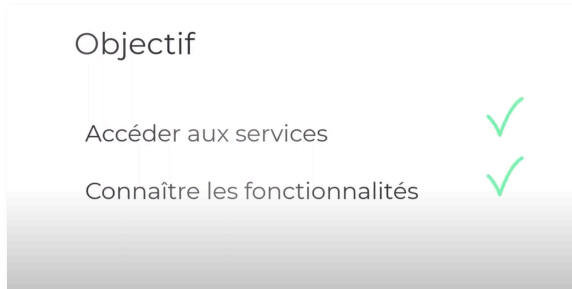 Objectif
Accéder aux services
Connaître les fonctionnalités